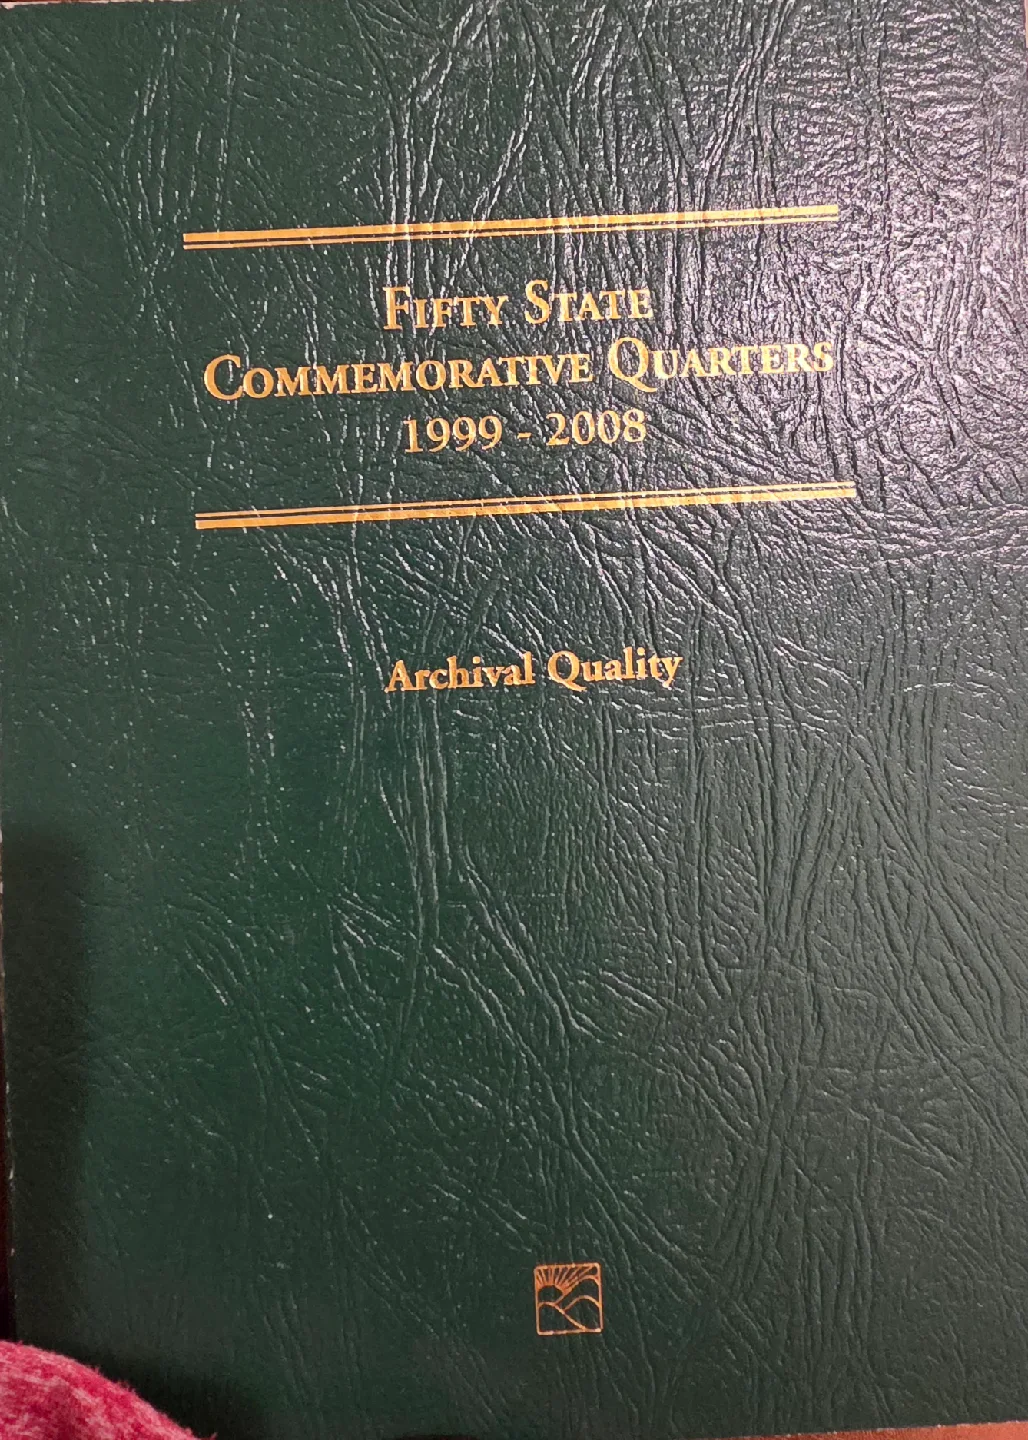 Fifty State
Commemorative Quarters
1999 - 2008
Archival Quality